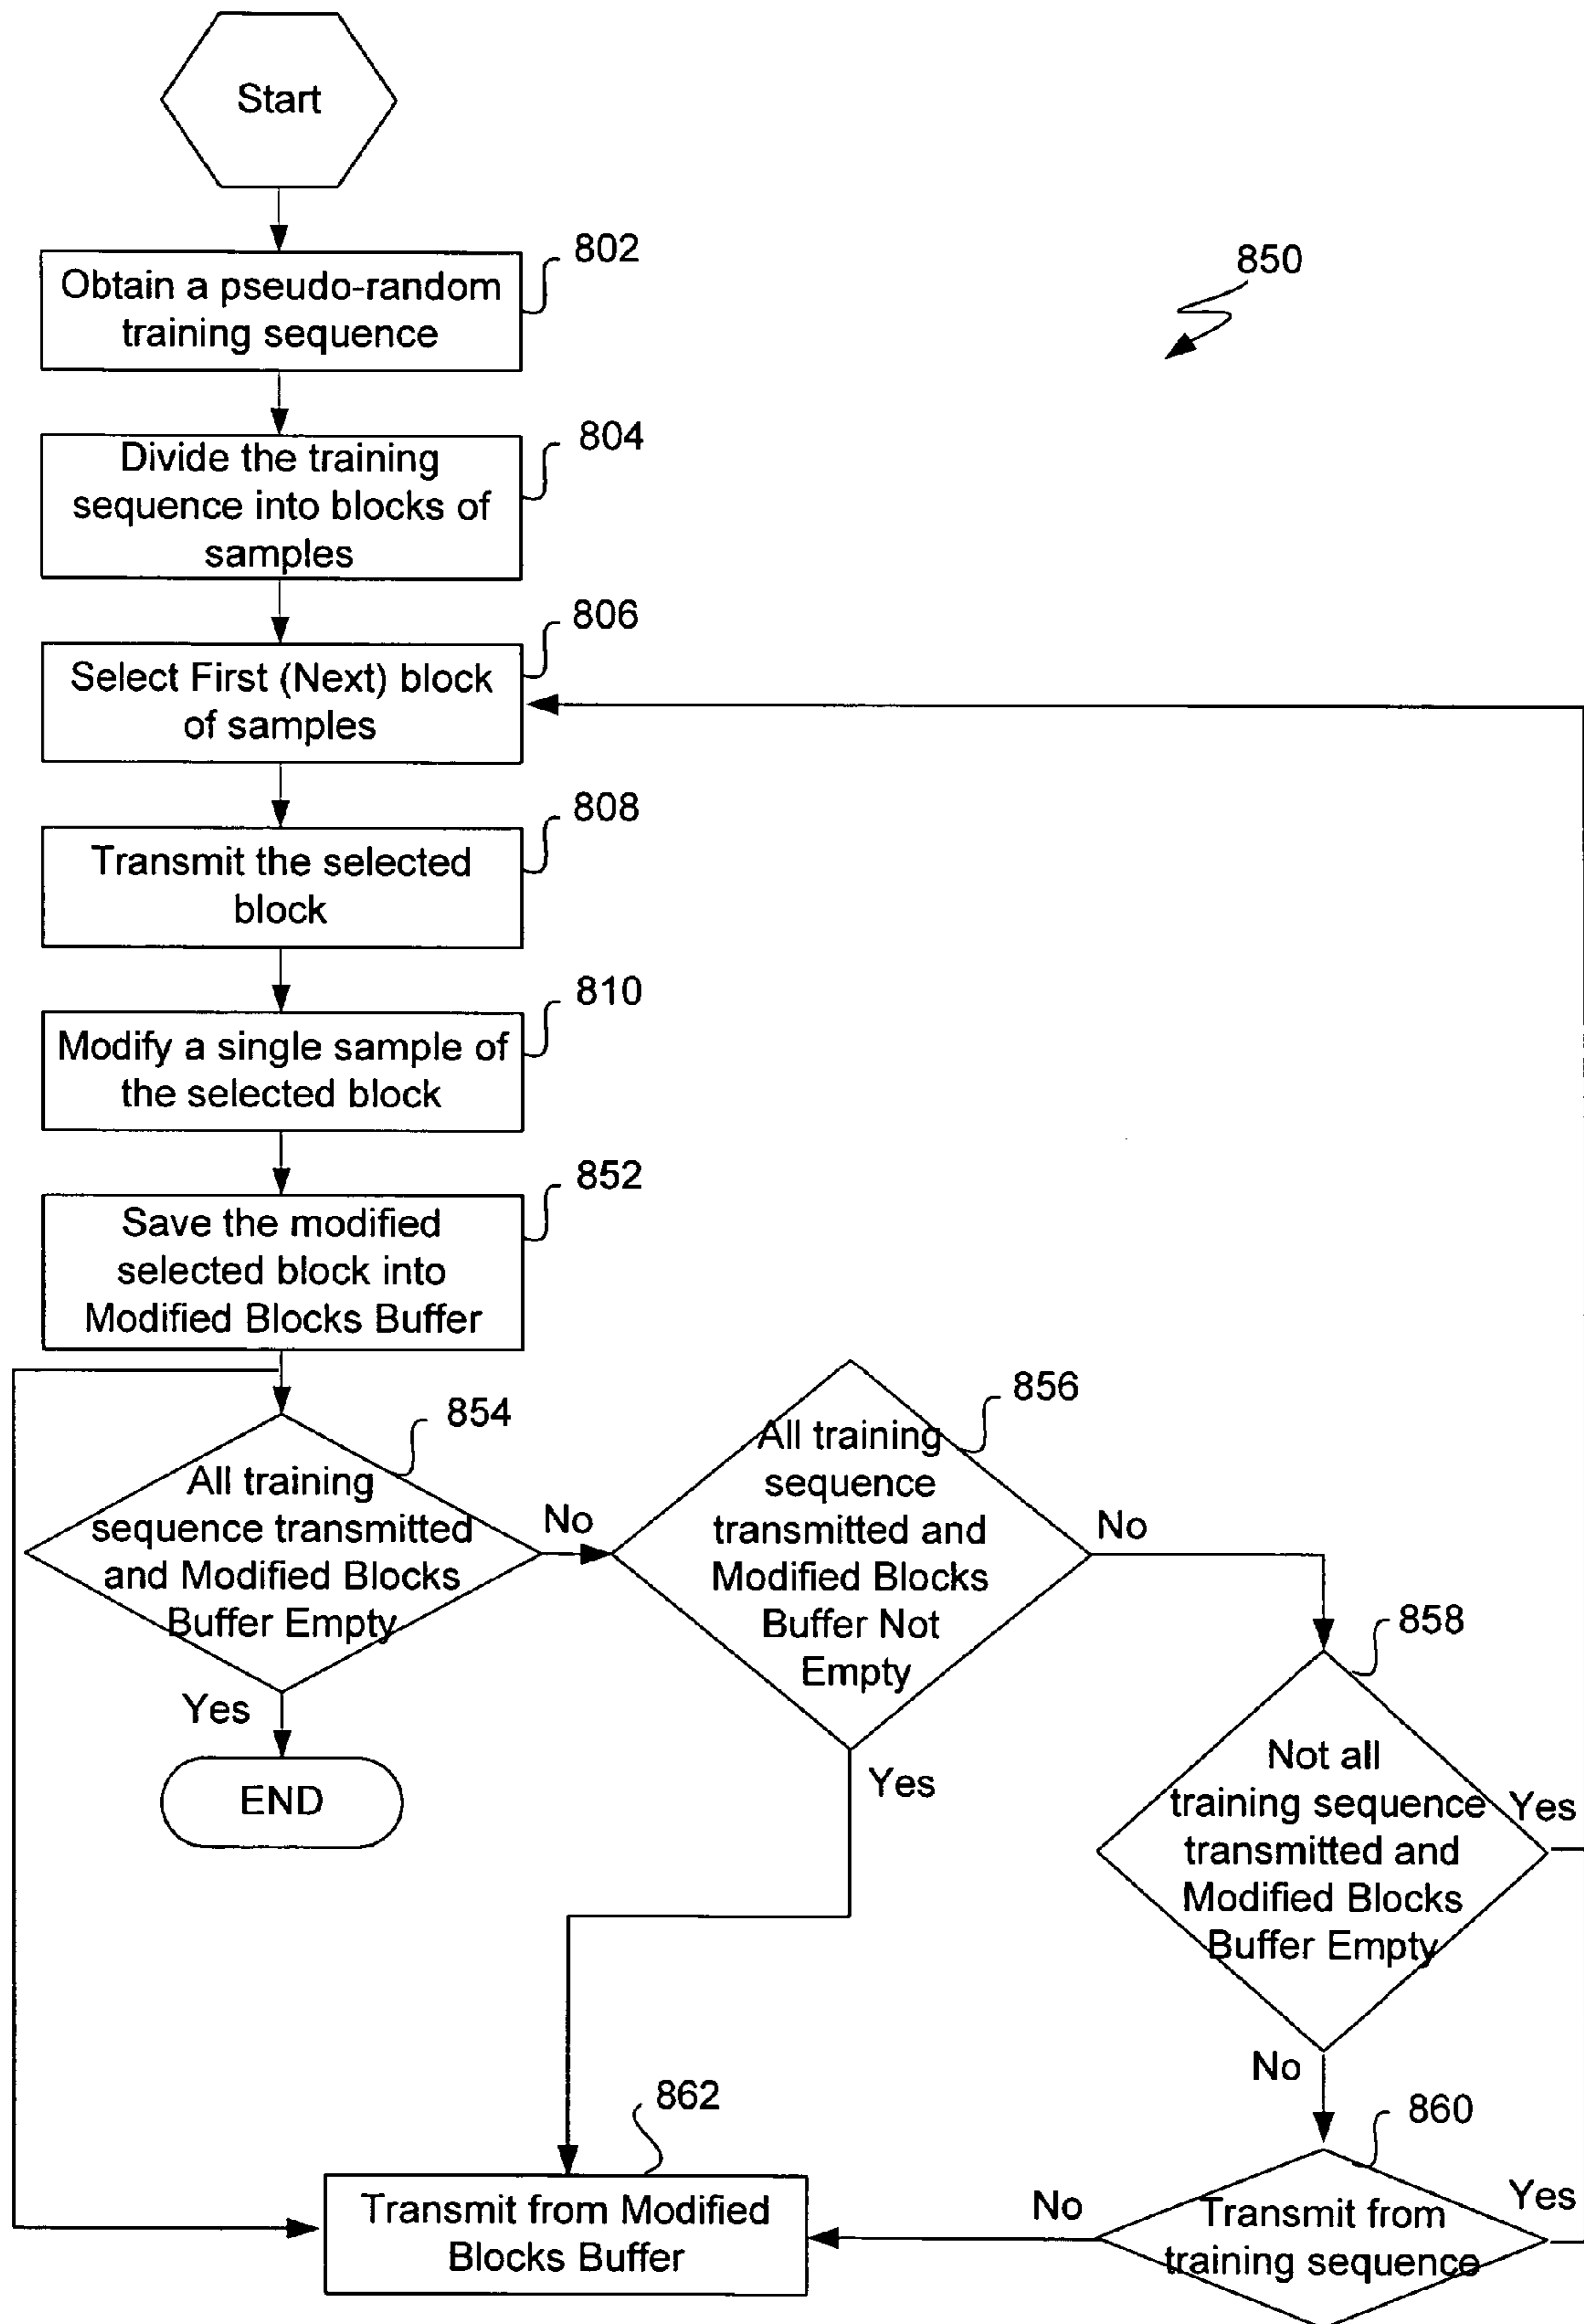 Start
802
Obtain a pseudo-random
training sequence
850
804
Divide the training
sequence into blocks of
samples
806
Select First (Next) block
of samples
808
Transmit the selected
block
810
Modify a single sample of
the selected block
852
Save the modified
selected block into
Modified Blocks Buffer
854
All training
sequence transmitted
and Modified Blocks
Buffer Empty
No
Yes
END
856
All training
sequence
transmitted and
Modified Blocks
Buffer Not
Empty
No
Yes
858
Not all
training sequence
transmitted and
Modified Blocks
Buffer Empty
Yes
No
860
Transmit from
training sequence
Yes
No
862
Transmit from Modified
Blocks Buffer